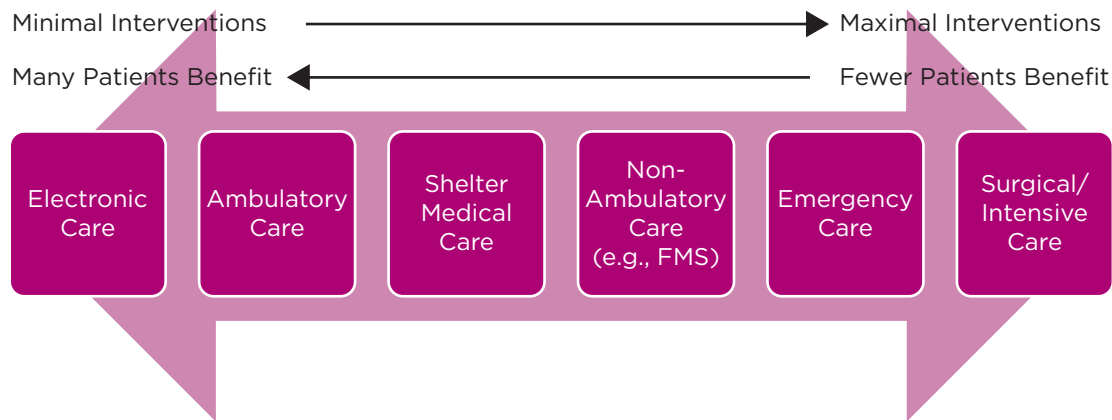 Minimal Interventions
Maximal Interventions
Many Patients Benefit
Fewer Patients Benefit
Electronic
Care
Ambulatory
Care
Shelter
Medical
Care
Non-
Ambulatory
Care
(e.g., FMS)
Emergency
Care
Surgical/
Intensive
Care